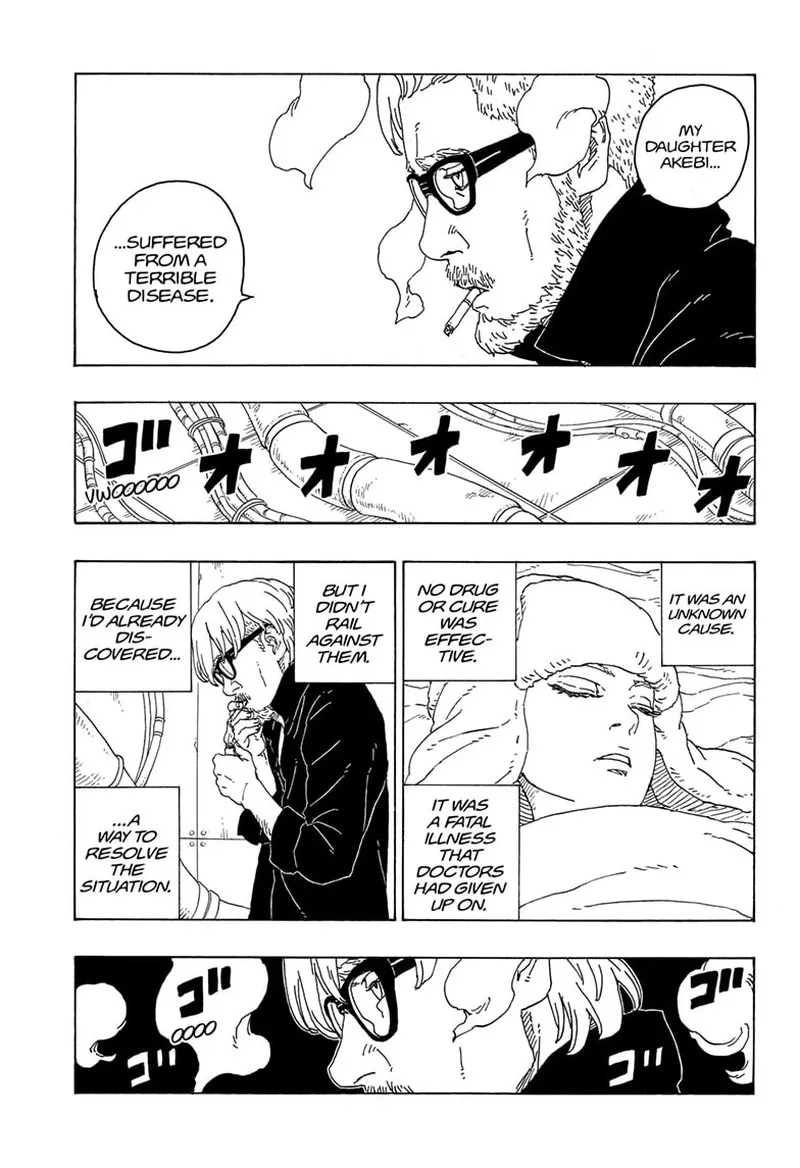 MY
DAUGHTER
AKEBI...
...SUFFERED
FROM A
TERRIBLE
DISEASE.
ゴオオオオオオ
VWOOOOOO
IT WAS AN
UNKNOWN
CAUSE.
NO DRUG
OR CURE
WAS
EFFEC-
TIVE.
IT WAS
A FATAL
ILLNESS
THAT
DOCTORS
HAD GIVEN
UP ON.
BUT I
DIDN'T
RAIL
AGAINST
THEM.
BECAUSE
I'D ALREADY
DIS-
COVERED...
...A
WAY TO
RESOLVE
THE
SITUATION.
ゴ
ゴ
OOOO
ゴ
ゴ